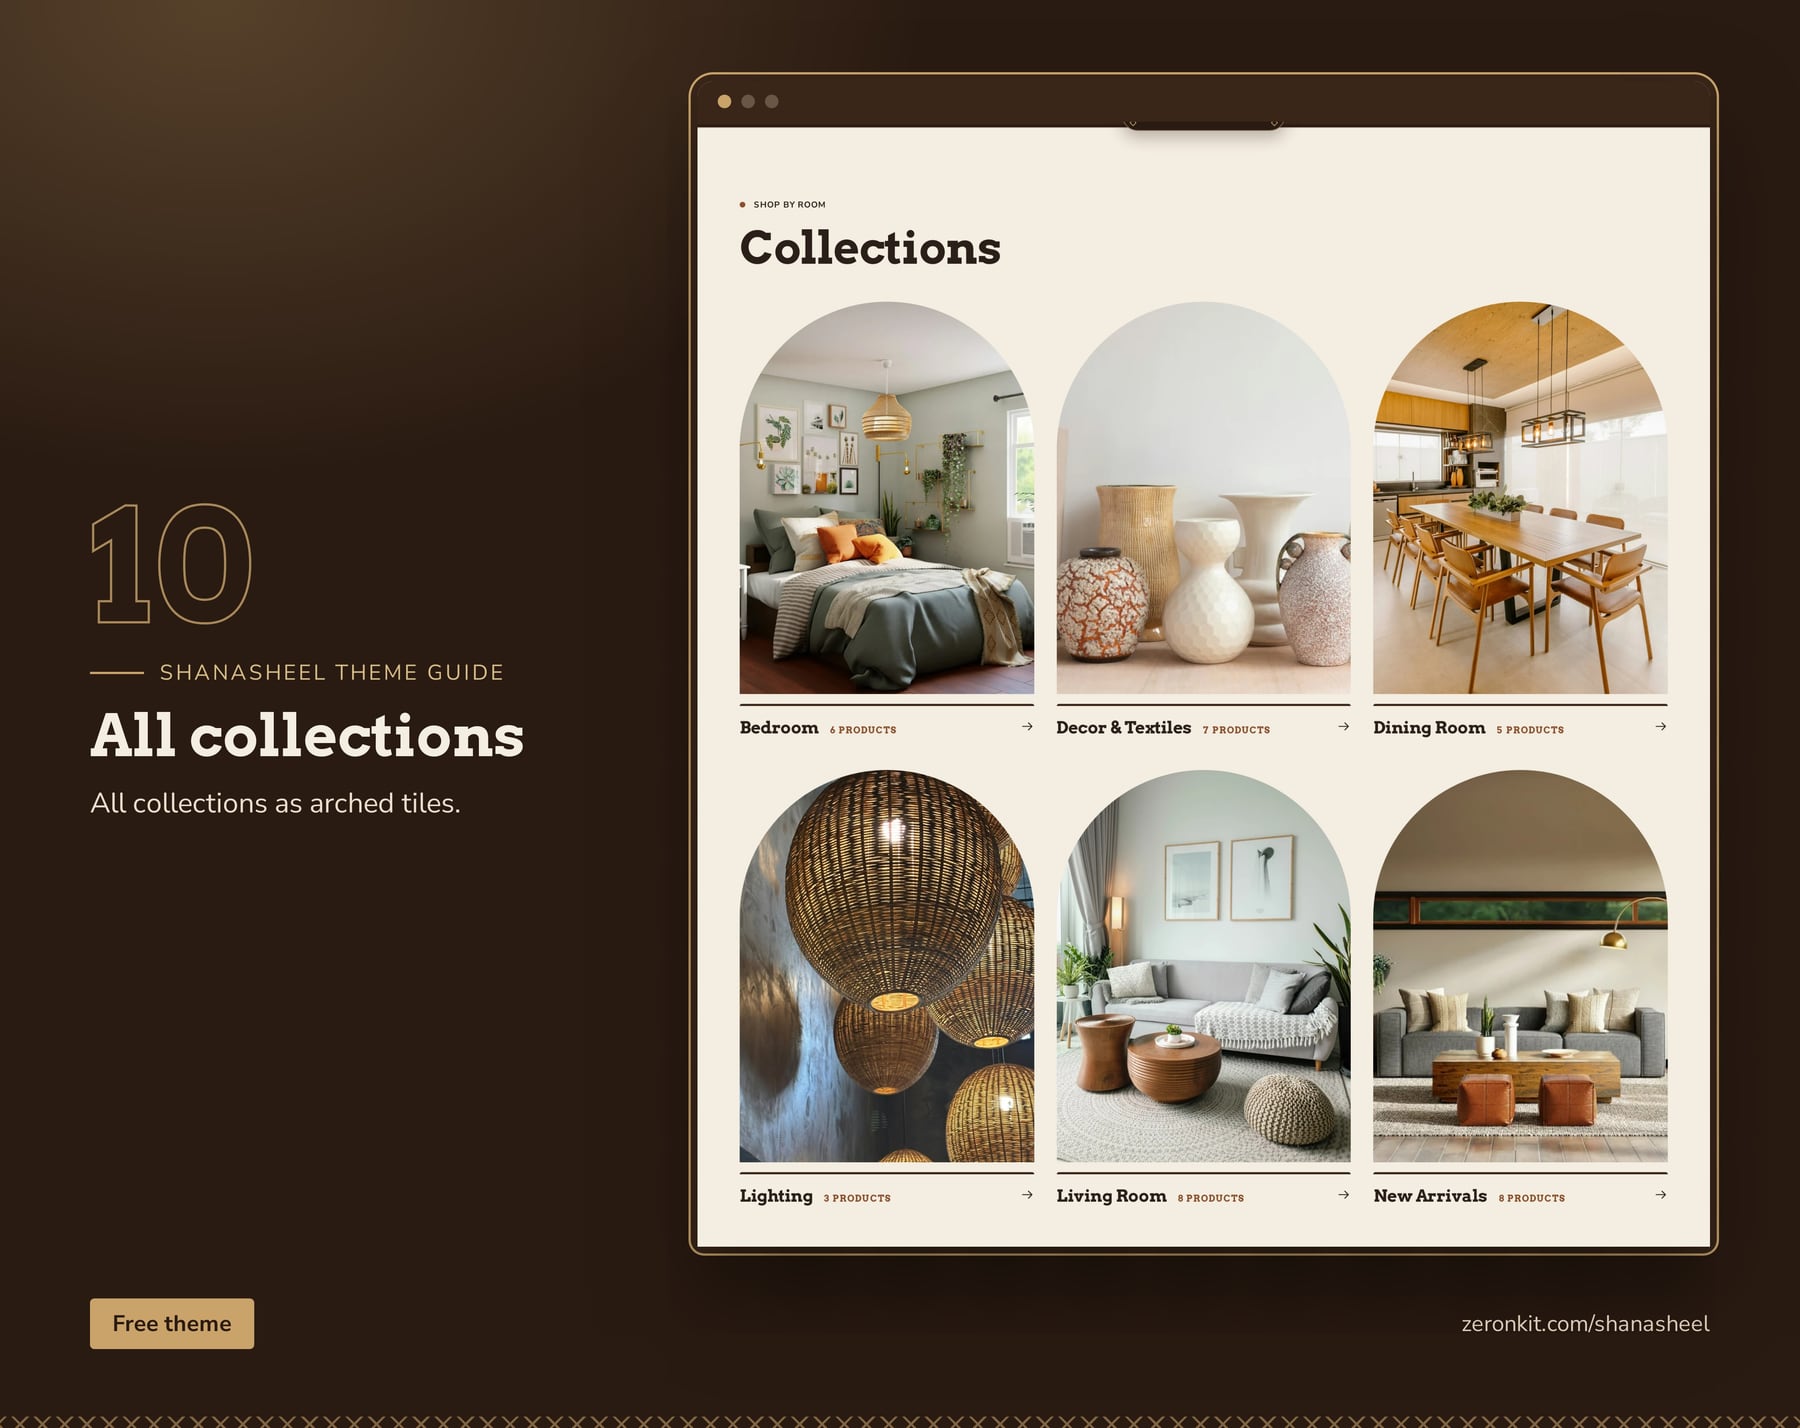 10
SHANASHEEL THEME GUIDE
All collections
All collections as arched tiles.
Free theme
SHOP BY ROOM
Collections
Bedroom 6 PRODUCTS →
Decor & Textiles 7 PRODUCTS →
Dining Room 5 PRODUCTS →
Lighting 3 PRODUCTS →
Living Room 8 PRODUCTS →
New Arrivals 8 PRODUCTS →
zeronkit.com/shanasheel